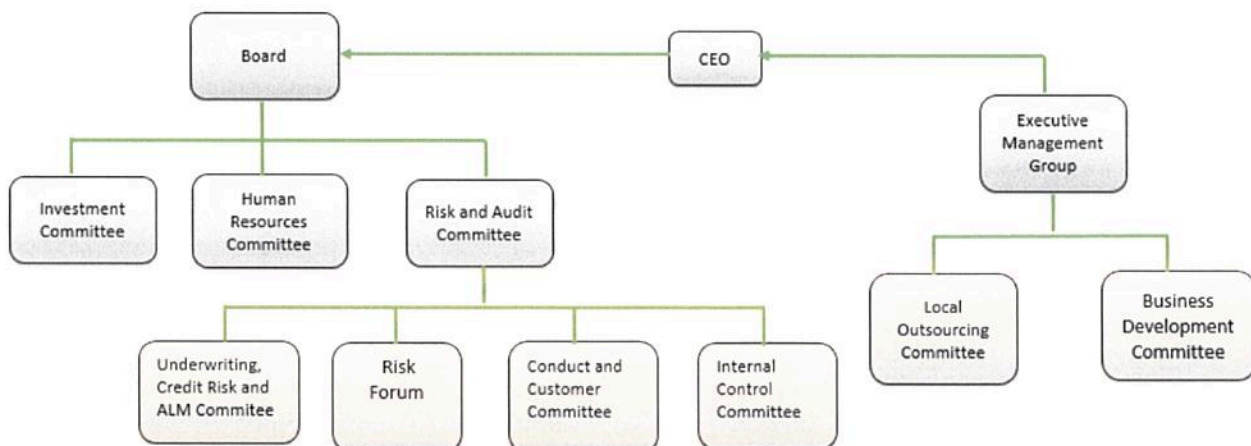 Board
CEO
Executive
Management
Group
Investment
Committee
Human
Resources
Committee
Risk and Audit
Committee
Local
Outsourcing
Committee
Business
Development
Committee
Underwriting,
Credit Risk and
ALM Commitee
Risk
Forum
Conduct and
Customer
Committee
Internal
Control
Committee